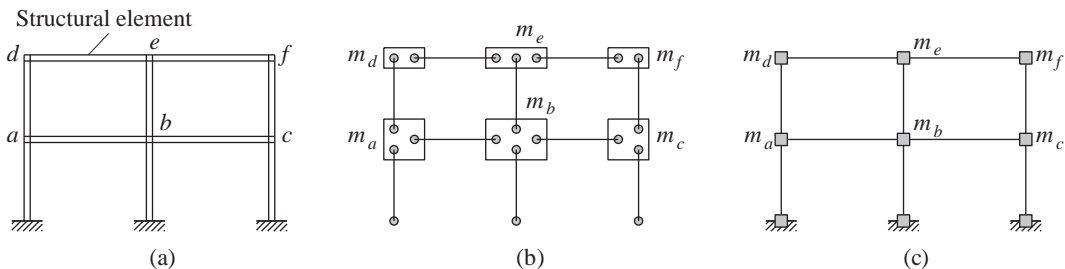 Structural element
d e f
a b c
(a)
m_d m_e m_f
m_a m_b m_c
(b)
m_d m_e m_f
m_a m_b m_c
(c)